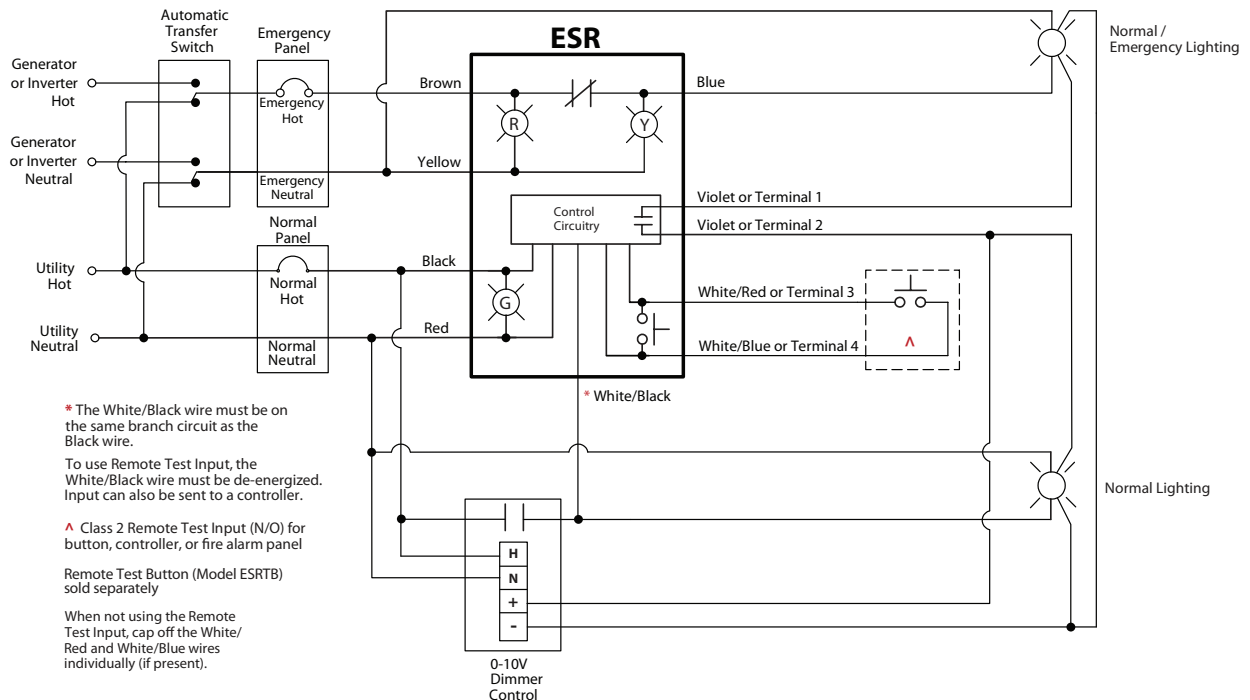 Automatic
Transfer
Switch
Emergency
Panel
ESR
Normal /
Emergency Lighting
Generator
or Inverter
Hot
Brown
Blue
Emergency
Hot
R
Y
Generator
or Inverter
Neutral
Yellow
Emergency
Neutral
Violet or Terminal 1
Control
Circuitry
Violet or Terminal 2
Normal
Panel
Utility
Hot
Normal
Hot
Black
G
White/Red or Terminal 3
Utility
Neutral
Normal
Neutral
Red
White/Blue or Terminal 4
^
* White/Black
* The White/Black wire must be on
the same branch circuit as the
Black wire.
To use Remote Test Input, the
White/Black wire must be de-energized.
Input can also be sent to a controller.
^ Class 2 Remote Test Input (N/O) for
button, controller, or fire alarm panel
Remote Test Button (Model ESRTB)
sold separately
When not using the Remote
Test Input, cap off the White/
Red and White/Blue wires
individually (if present).
Normal Lighting
H
N
+
-
0-10V
Dimmer
Control